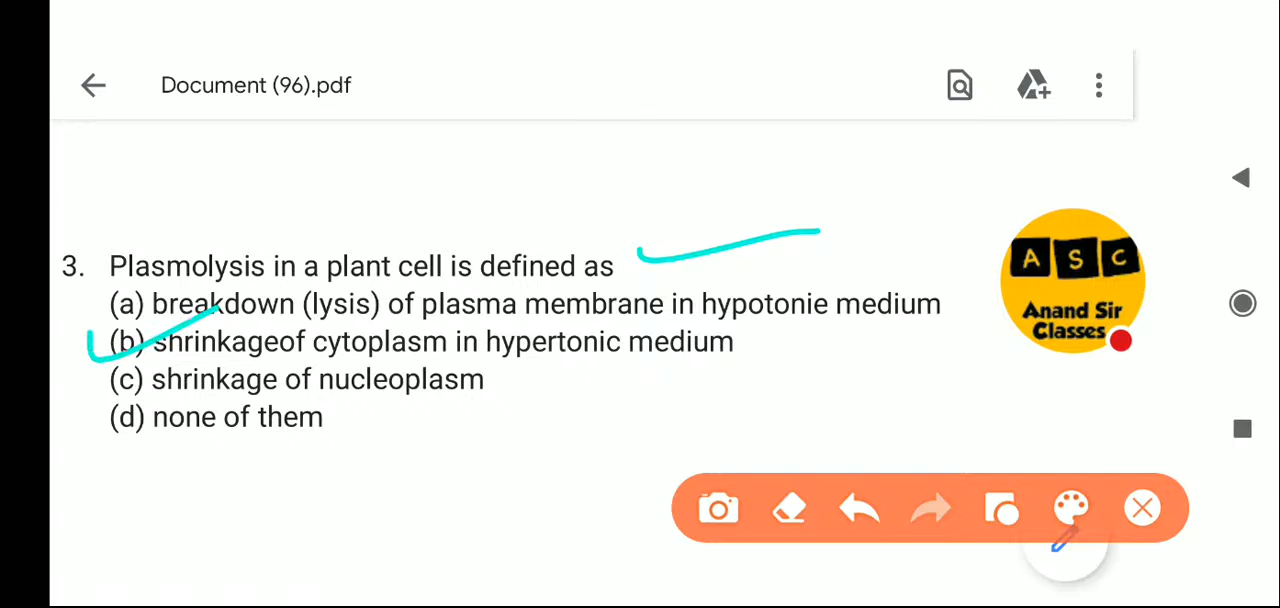 Document (96).pdf
3. Plasmolysis in a plant cell is defined as
(a) breakdown (lysis) of plasma membrane in hypotonie medium
(b) shrinkageof cytoplasm in hypertonic medium
(c) shrinkage of nucleoplasm
(d) none of them
A S C
Anand Sir
Classes